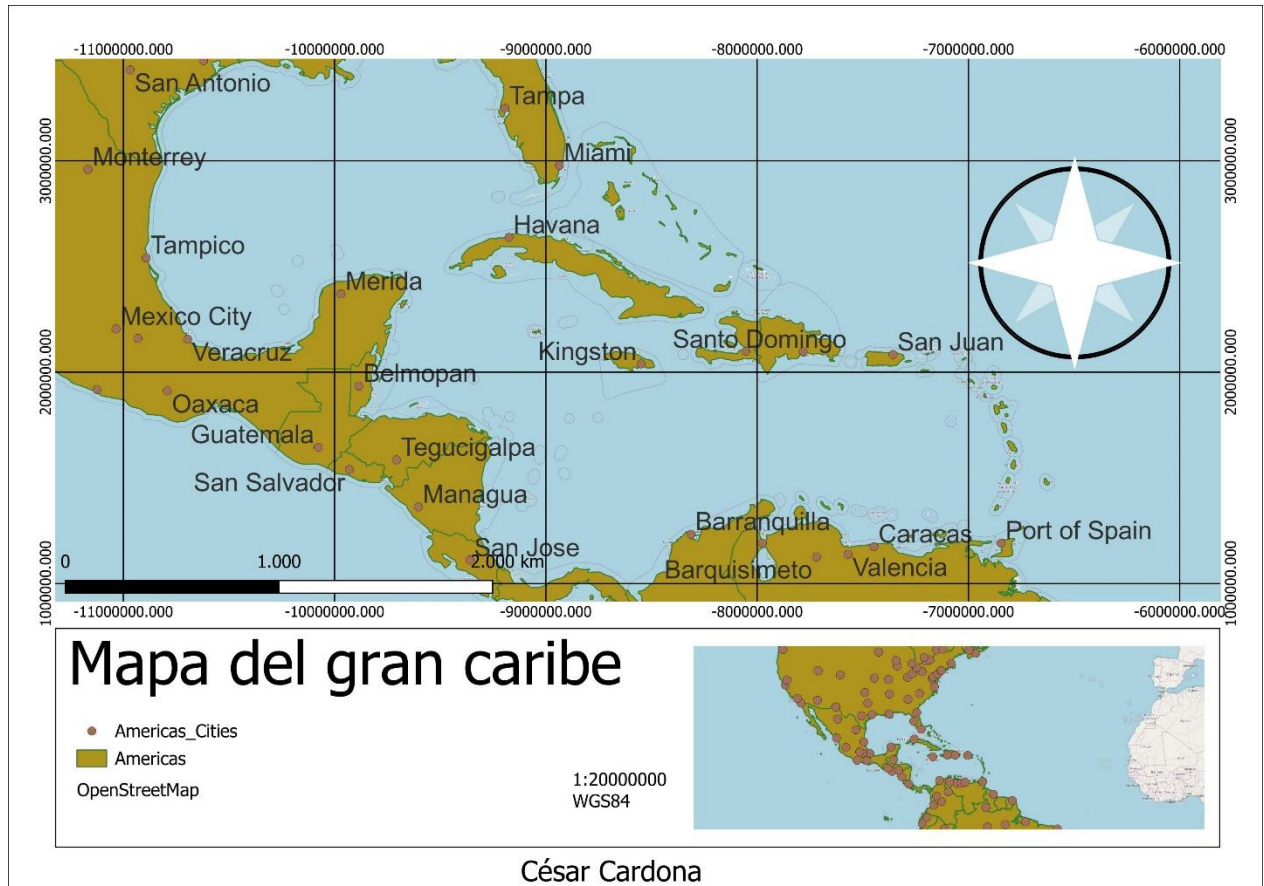 -11000000.000 -10000000.000 -9000000.000 -8000000.000 -7000000.000 -6000000.000
San Antonio
Tampa
Monterrey
Miami
3000000.000
3000000.000
Havana
Tampico
Merida
Mexico City
Veracruz
Kingston
Santo Domingo
San Juan
2000000.000
2000000.000
Belmopan
Oaxaca
Guatemala
Tegucigalpa
San Salvador
Managua
Barranquilla
Caracas
Port of Spain
San Jose
Barquisimeto
Valencia
0 1.000 2.000 km
1000000.000
1000000.000
-11000000.000 -10000000.000 -9000000.000 -8000000.000 -7000000.000 -6000000.000
Mapa del gran caribe
Americas_Cities
Americas
OpenStreetMap
1:20000000
WGS84
César Cardona